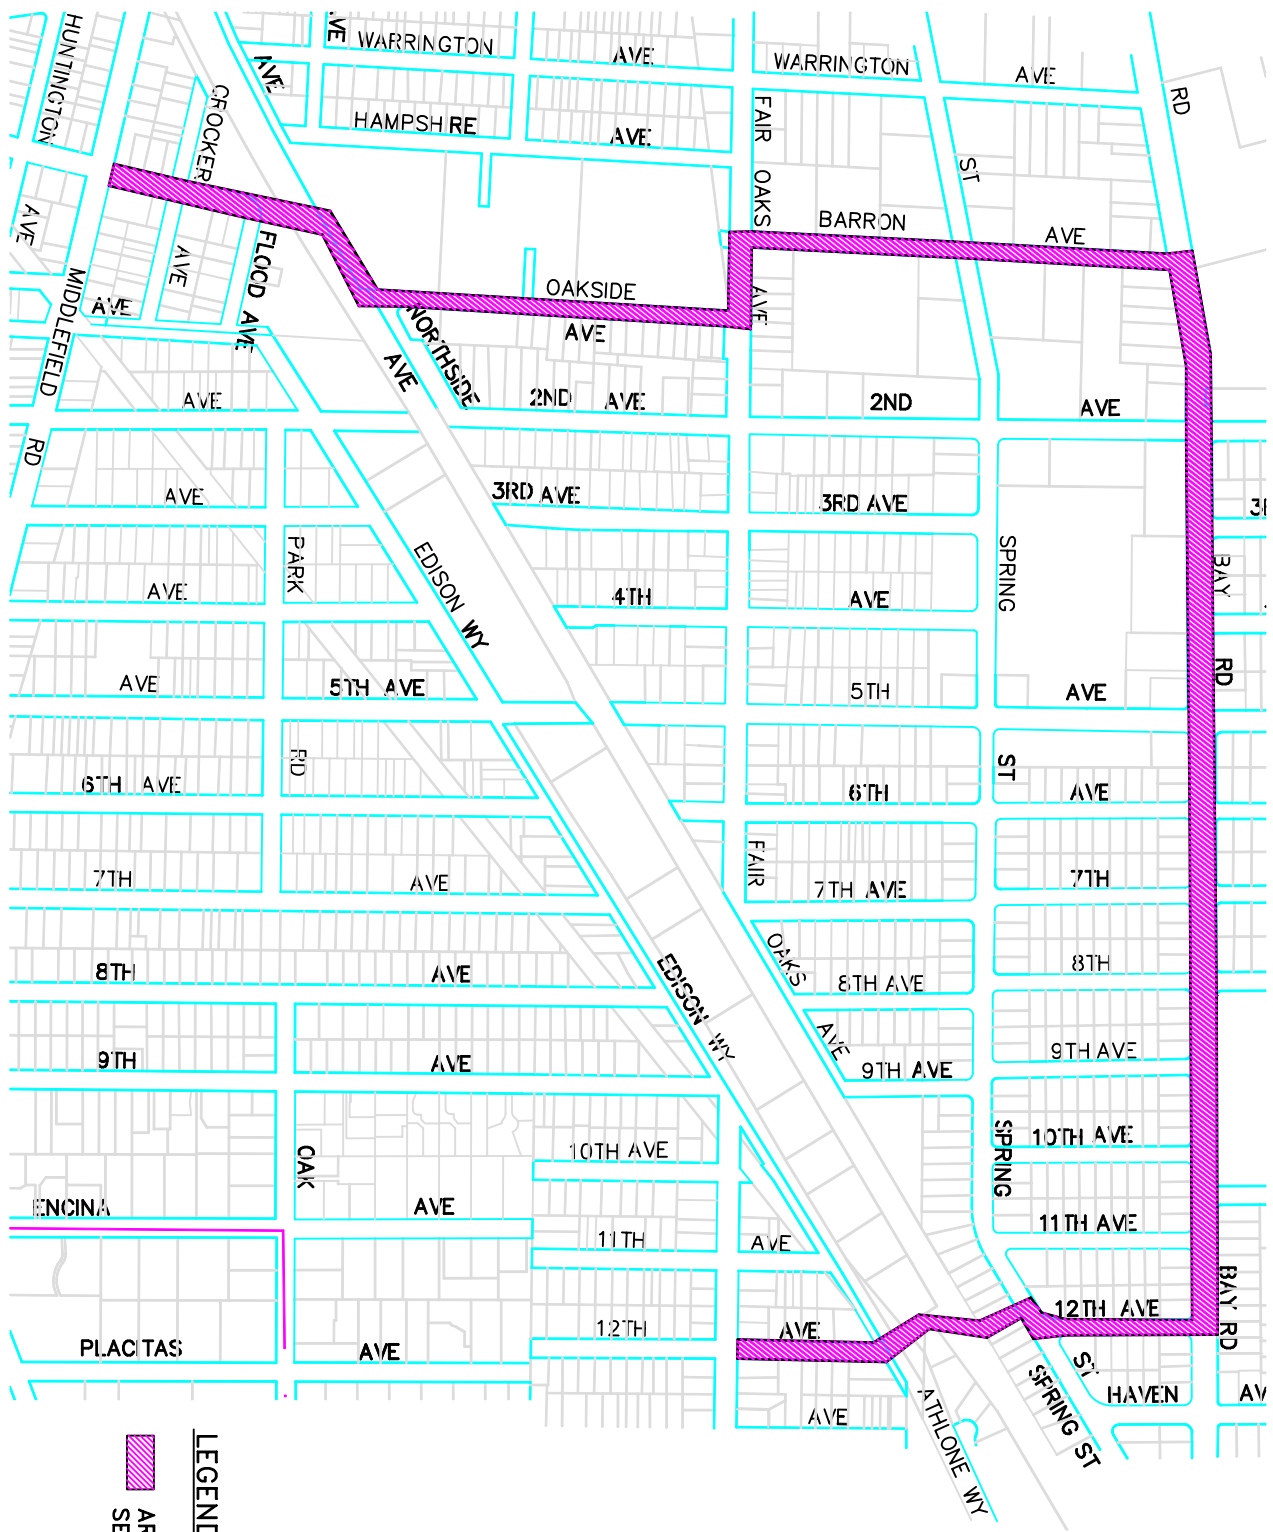 HUNTINGTON
AVE
WARRINGTON
AVE
WARRINGTON
AVE
RD
AVE
CROCKER
HAMPSHIRE
AVE
FAIR
OAKS
ST
BARRON
AVE
AVE
AVE
FLOOD AVE
OAKSIDE
AVE
AVE
MIDDLEFIELD
AVE
NORTHSIDE
AVE
AVE
2ND
AVE
2ND
AVE
RD
AVE
3RD AVE
3RD AVE
PARK
EDISON WY
SPRING
BAY
AVE
4TH
AVE
RD
AVE
5TH AVE
5TH
AVE
RD
ST
6TH AVE
6TH
AVE
FAIR
7TH
AVE
7TH AVE
7TH
OAKS
8TH
AVE
EDISON WY
8TH AVE
8TH
AVE
9TH
AVE
9TH AVE
9TH AVE
OAK
10TH AVE
SPRING
10TH AVE
ENCINA
AVE
11TH
AVE
11TH AVE
BAY RD
12TH
AVE
12TH AVE
PLACITAS
AVE
SPRING ST
ST
HAVEN
AVE
ATHLONE WY
LEGEND